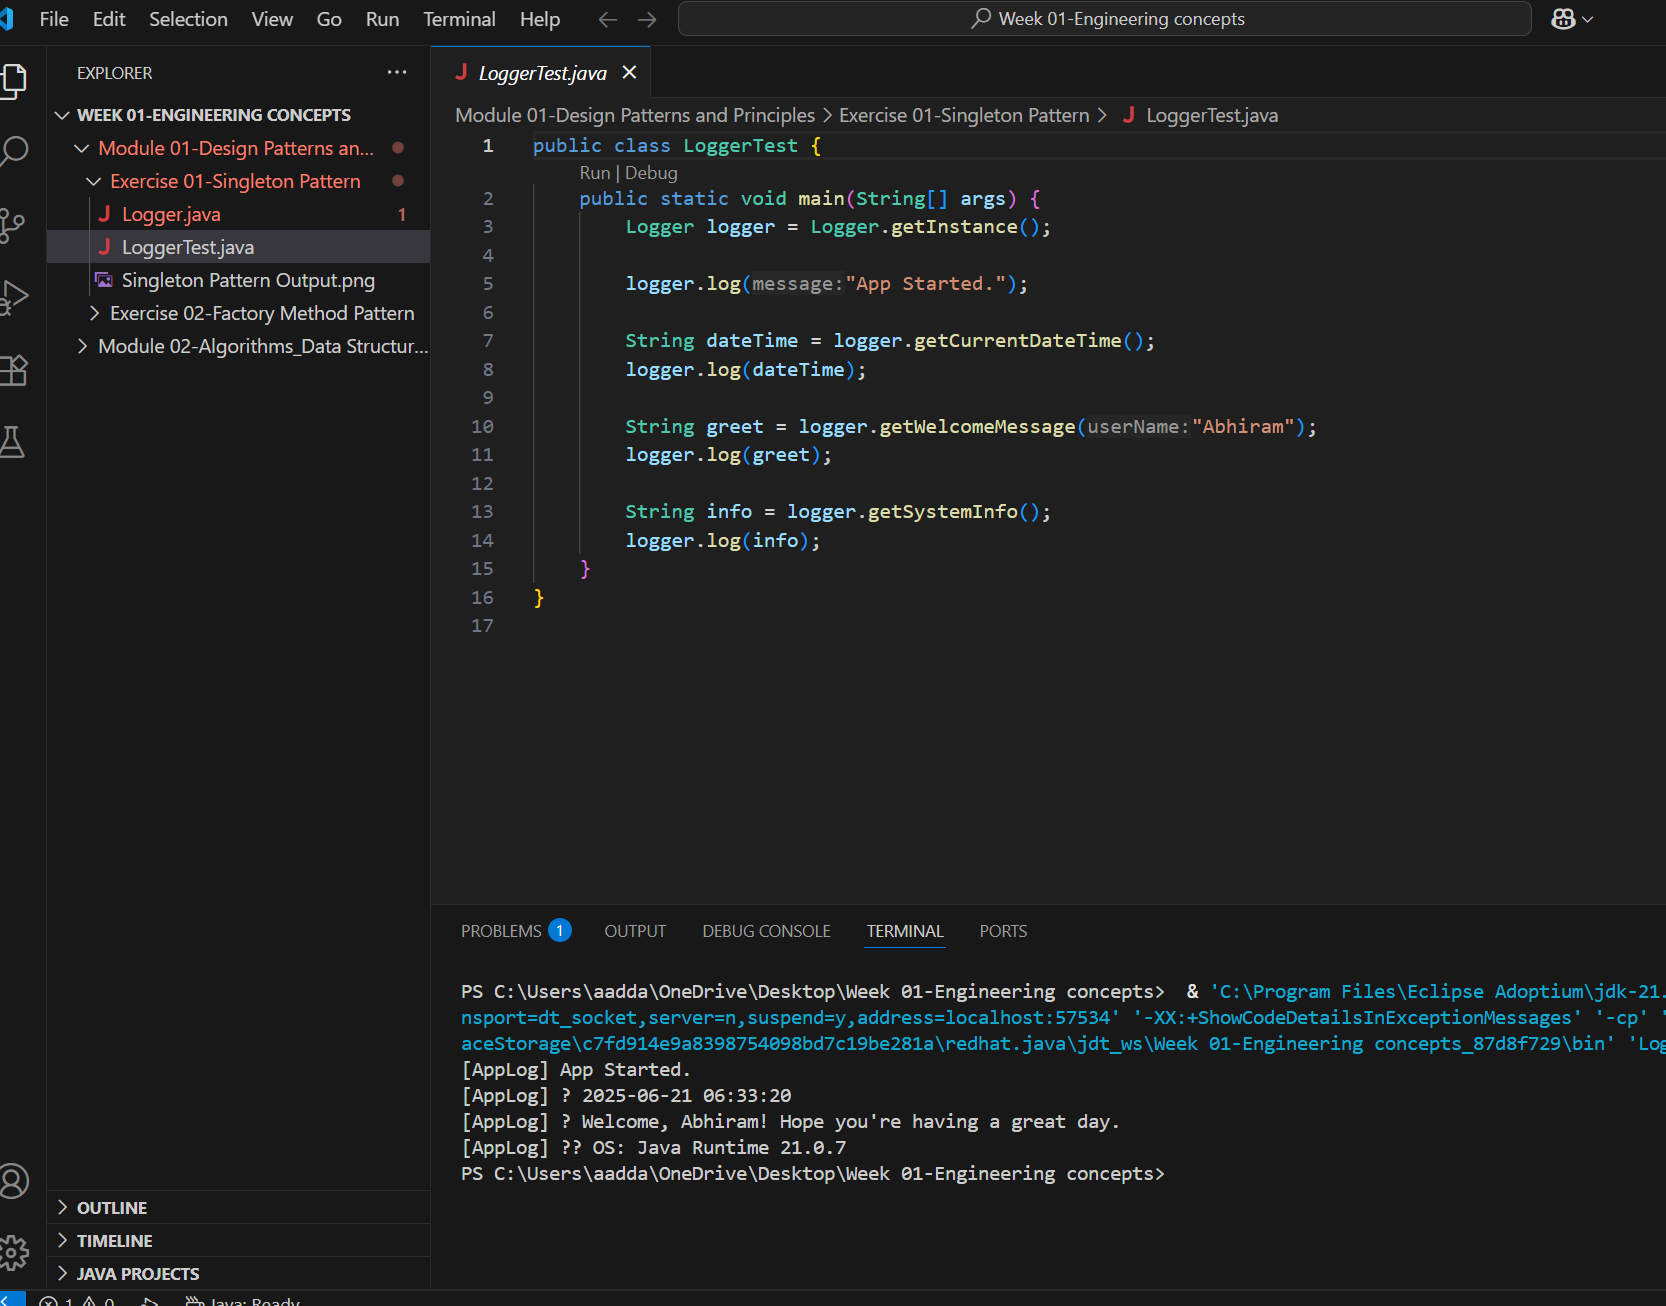 File Edit Selection View Go Run Terminal Help Week 01-Engineering concepts
EXPLORER
WEEK 01-ENGINEERING CONCEPTS
Module 01-Design Patterns an...
Exercise 01-Singleton Pattern
Logger.java 1
LoggerTest.java
Singleton Pattern Output.png
Exercise 02-Factory Method Pattern
Module 02-Algorithms_Data Structur...
OUTLINE
TIMELINE
JAVA PROJECTS
LoggerTest.java
Module 01-Design Patterns and Principles > Exercise 01-Singleton Pattern > LoggerTest.java
1 public class LoggerTest {
Run | Debug
2 public static void main(String[] args) {
3 Logger logger = Logger.getInstance();
4
5 logger.log(message:"App Started.");
6
7 String dateTime = logger.getCurrentDateTime();
8 logger.log(dateTime);
9
10 String greet = logger.getWelcomeMessage(userName:"Abhiram");
11 logger.log(greet);
12
13 String info = logger.getSystemInfo();
14 logger.log(info);
15 }
16 }
17
PROBLEMS 1 OUTPUT DEBUG CONSOLE TERMINAL PORTS
PS C:\Users\aadda\OneDrive\Desktop\Week 01-Engineering concepts> & 'C:\Program Files\Eclipse Adoptium\jdk-21.
nsport=dt_socket,server=n,suspend=y,address=localhost:57534' '-XX:+ShowCodeDetailsInExceptionMessages' '-cp' '
aceStorage\c7fd914e9a8398754098bd7c19be281a\redhat.java\jdt_ws\Week 01-Engineering concepts_87d8f729\bin' 'Log
[AppLog] App Started.
[AppLog] ? 2025-06-21 06:33:20
[AppLog] ? Welcome, Abhiram! Hope you're having a great day.
[AppLog] ?? OS: Java Runtime 21.0.7
PS C:\Users\aadda\OneDrive\Desktop\Week 01-Engineering concepts>
1 0 Java: Ready